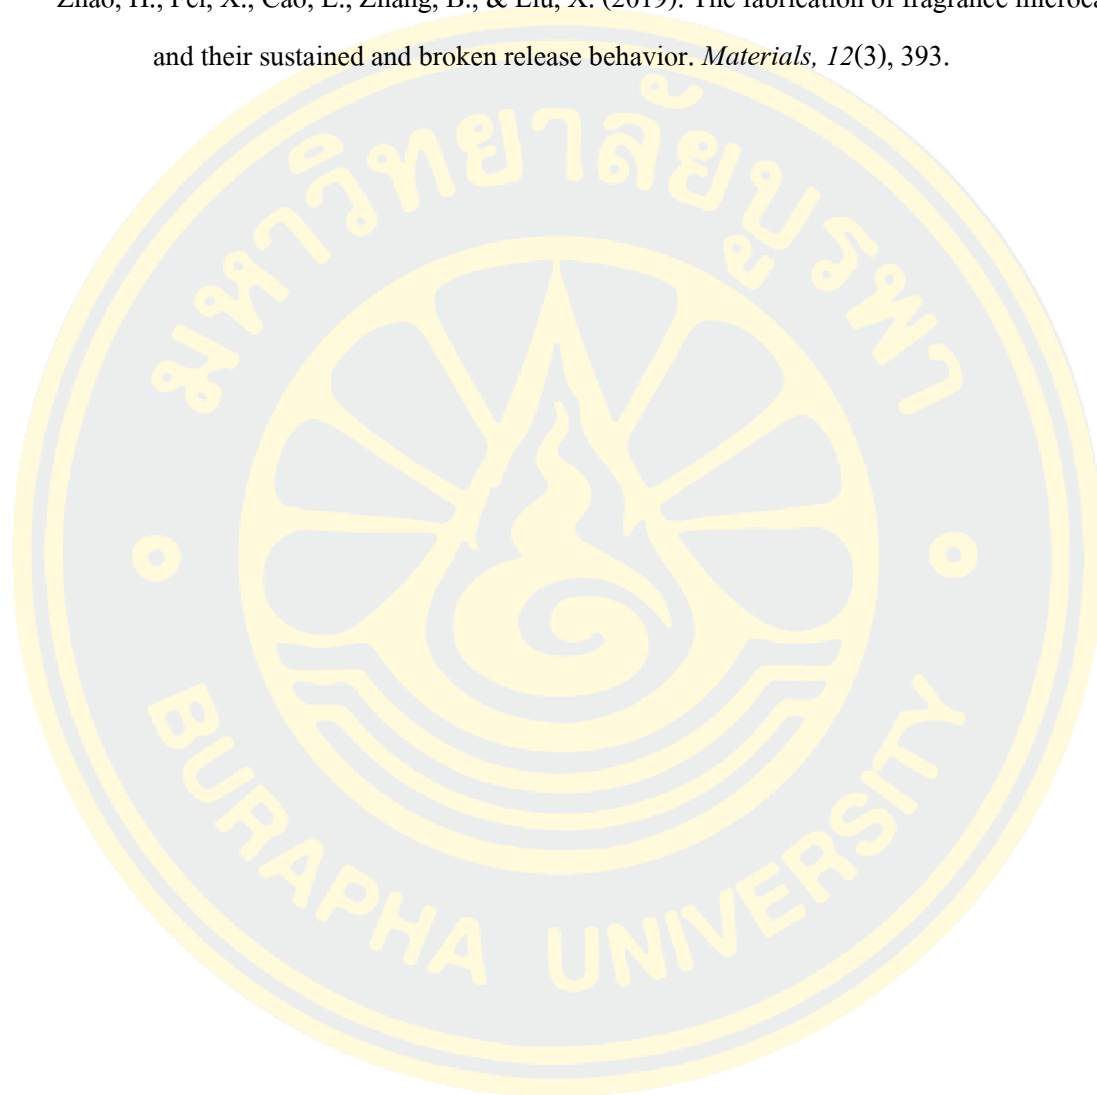 Zhao, H., Fei, X., Cao, L., Zhang, B., & Liu, X. (2019). The fabrication of fragrance
and their sustained and broken release behavior. Materials, 12(3), 393.
มหาวิทยาลัยบูรพา
BURAPHA UNIVERSITY